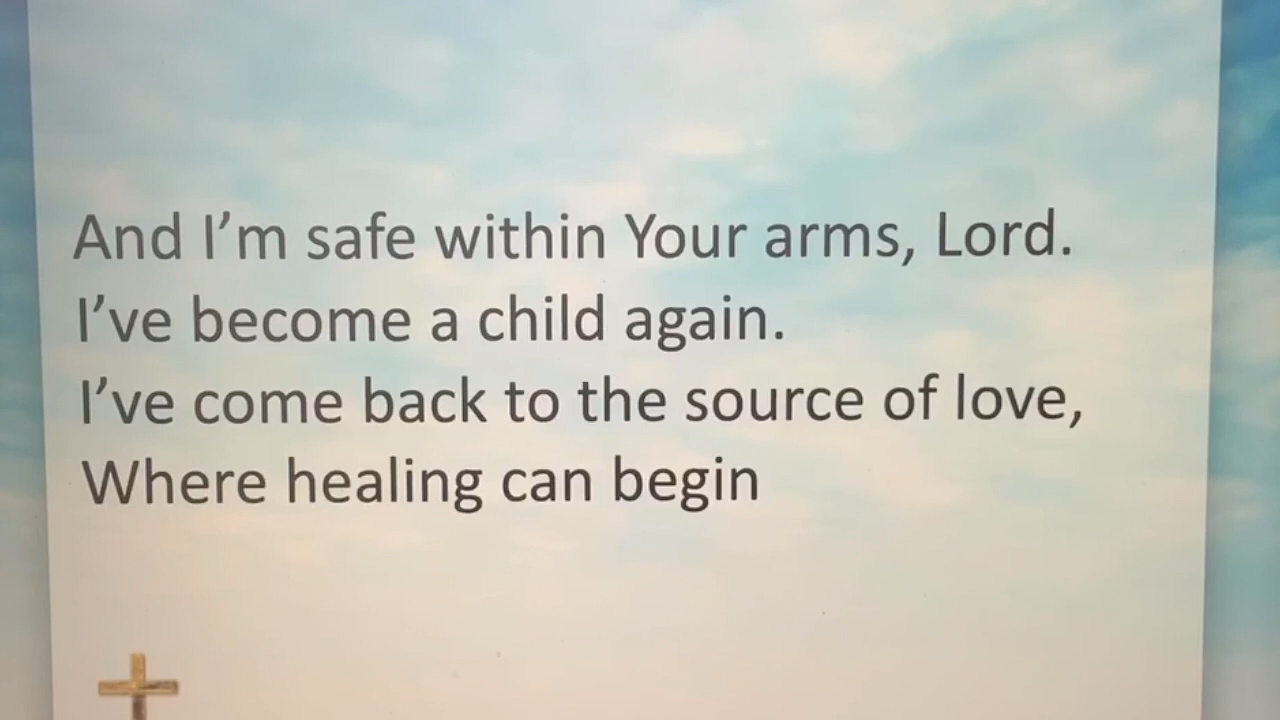 And I’m safe within Your arms, Lord.
I’ve become a child again.
I’ve come back to the source of love,
Where healing can begin